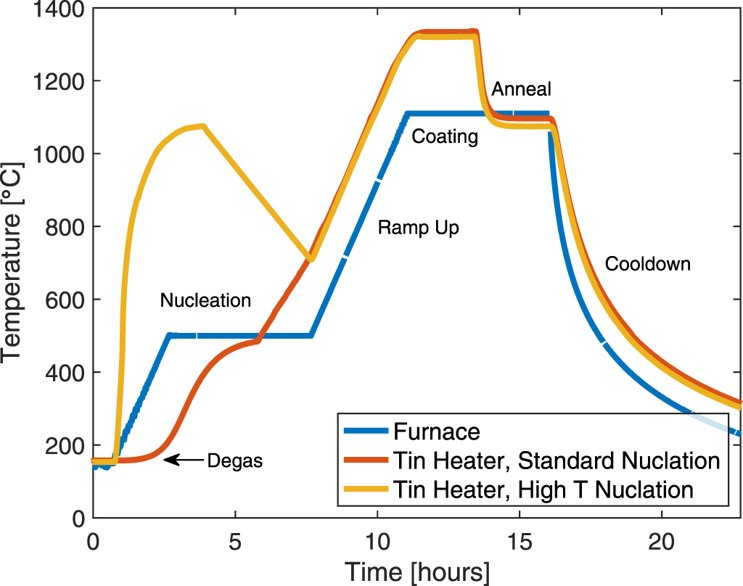 1400
1200
1000
800
600
400
200
0
Temperature [°C]
Anneal
Coating
Ramp Up
Cooldown
Nucleation
Degas
Furnace
Tin Heater, Standard Nuclation
Tin Heater, High T Nuclation
0 5 10 15 20
Time [hours]